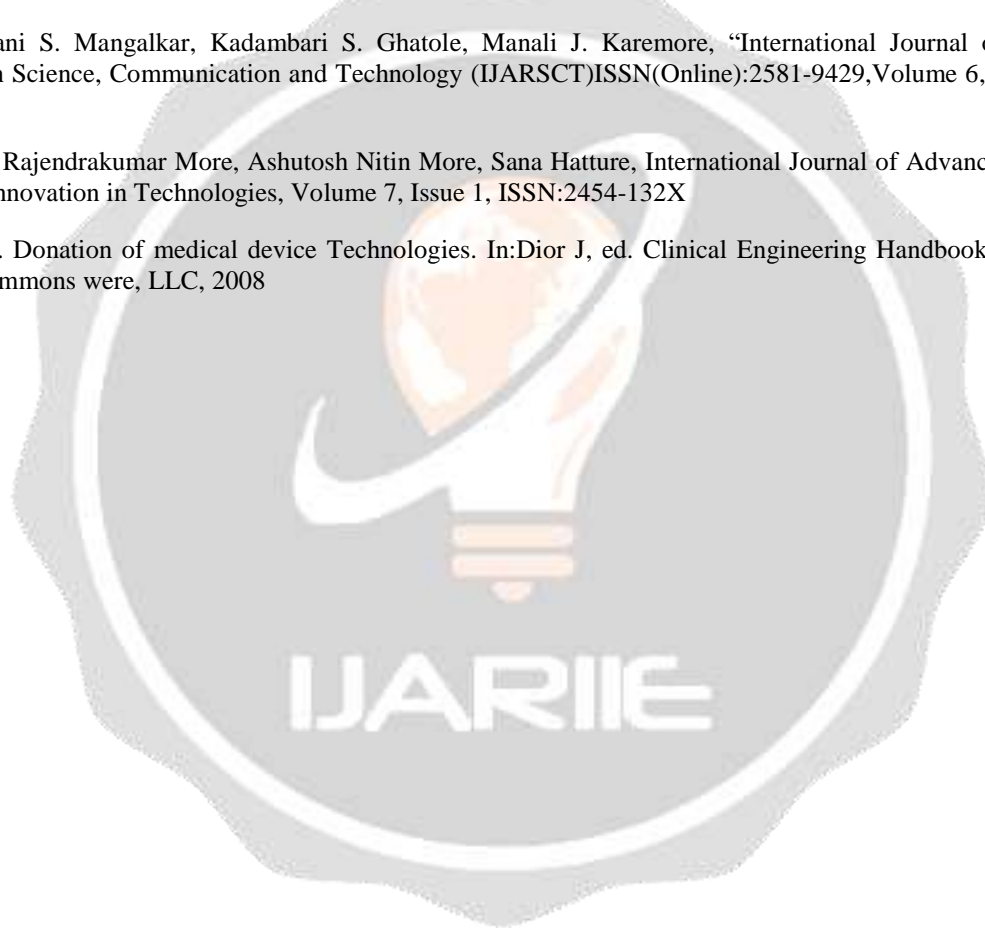 ani S. Mangalkar, Kadambari S. Ghatole, Manali J. Karemore, “International Journal
n Science, Communication and Technology (IJARSCT)ISSN(Online):2581-9429,Volume 6,
Rajendrakumar More, Ashutosh Nitin More, Sana Hatture, International Journal of Advanc
nnovation in Technologies, Volume 7, Issue 1, ISSN:2454-132X
. Donation of medical device Technologies. In:Dior J, ed. Clinical Engineering Handbook
mmons were, LLC, 2008
IJARIIE